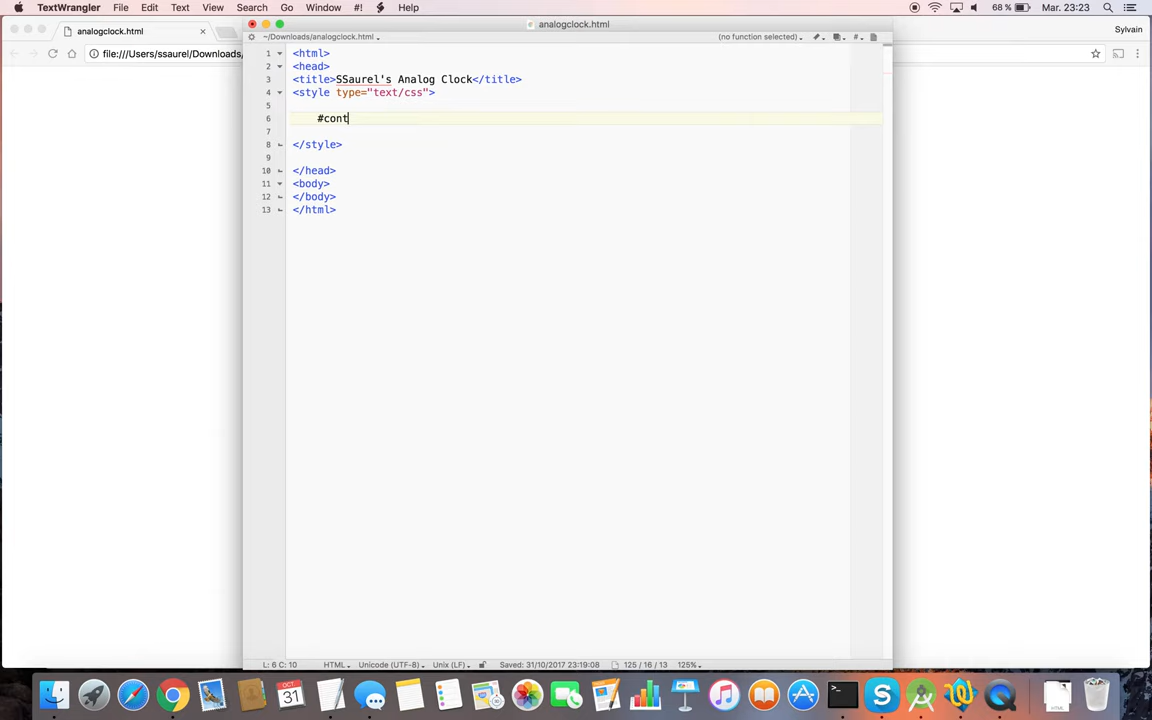 TextWrangler File Edit Text View Search Go Window #! Help 68 % Mar. 23:23
analogclock.html
analogclock.html Sylvain
~/Downloads/analogclock.html (no function selected) #
file:///Users/ssaurel/Downloads/
1 <html>
2 <head>
3 <title>SSaurel's Analog Clock</title>
4 <style type="text/css">
5
6 #cont
7
8 </style>
9
10 </head>
11 <body>
12 </body>
13 </html>
L: 6 C: 10 HTML Unicode (UTF-8) Unix (LF) Saved: 31/10/2017 23:19:08 125 / 16 / 13 125%
OCT
31